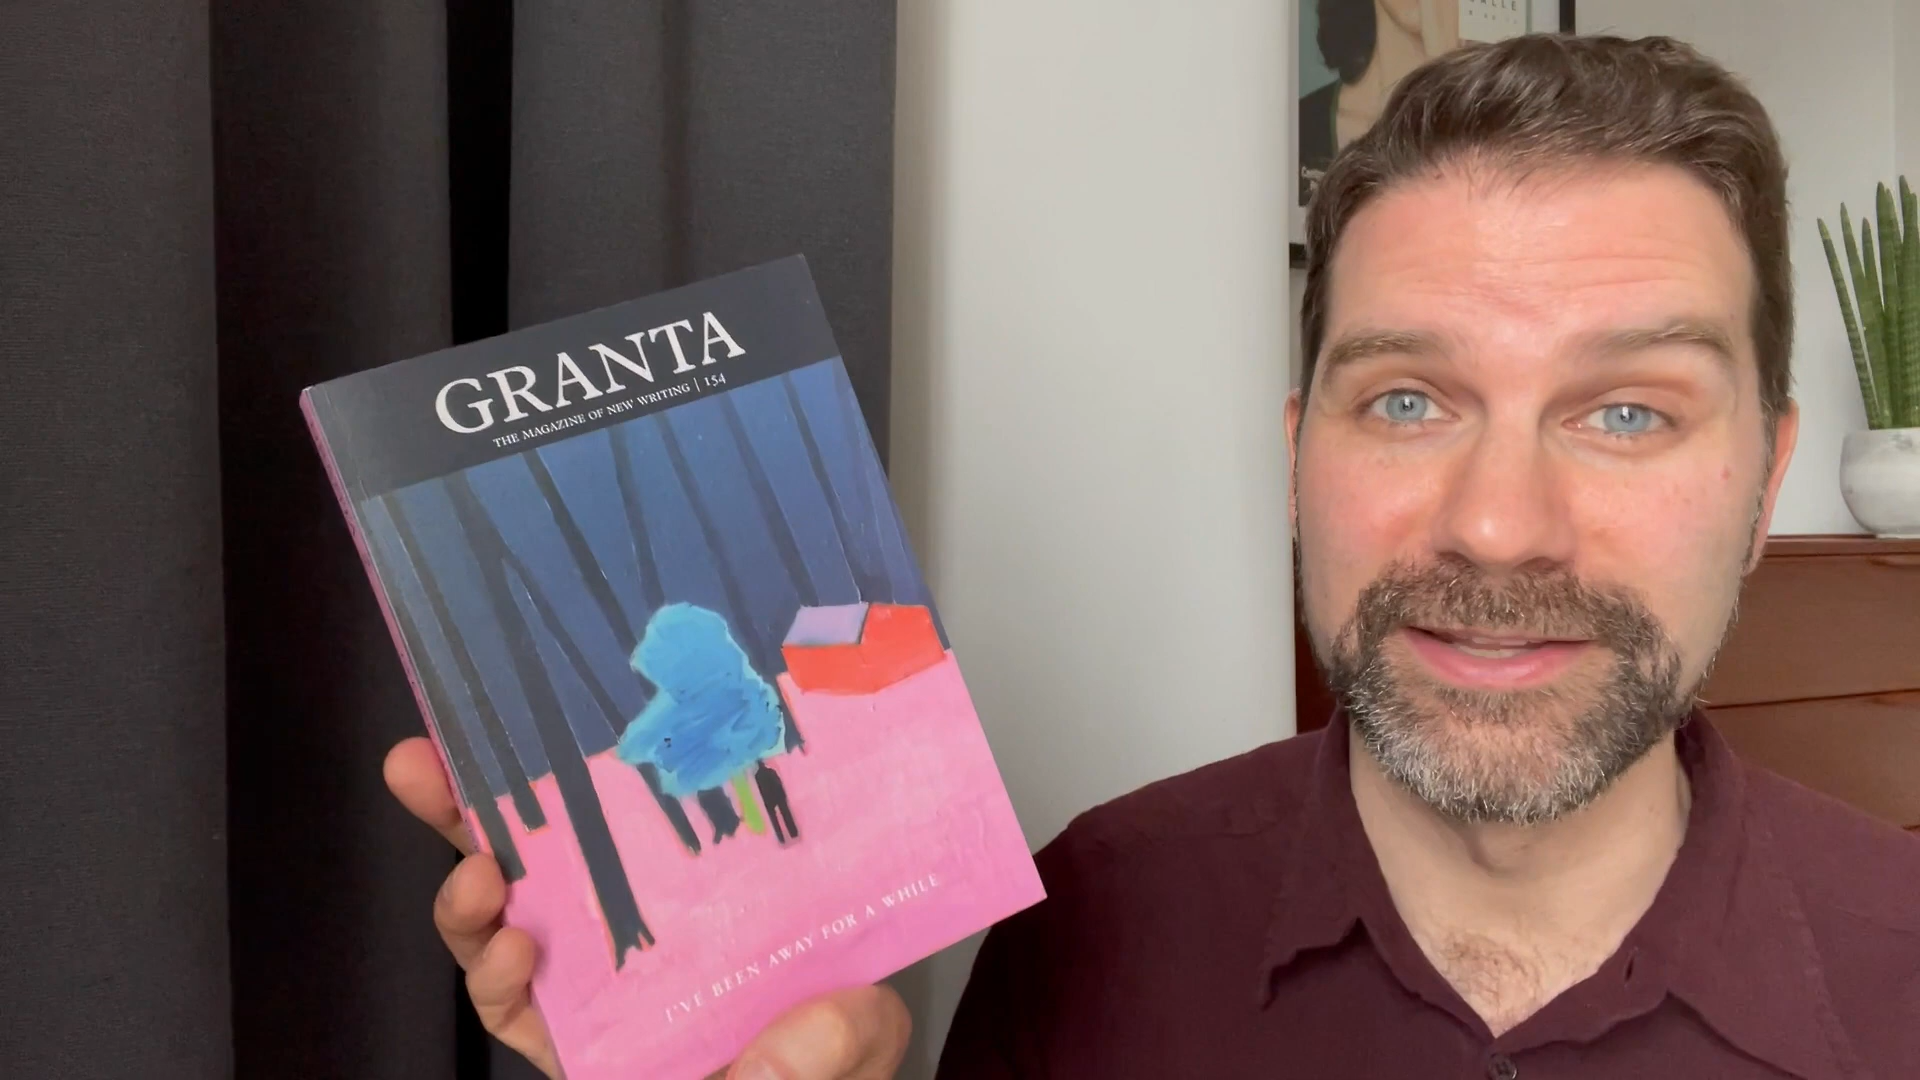 GRANTA
THE MAGAZINE OF NEW WRITING | 154
I'VE BEEN AWAY FOR A WHILE